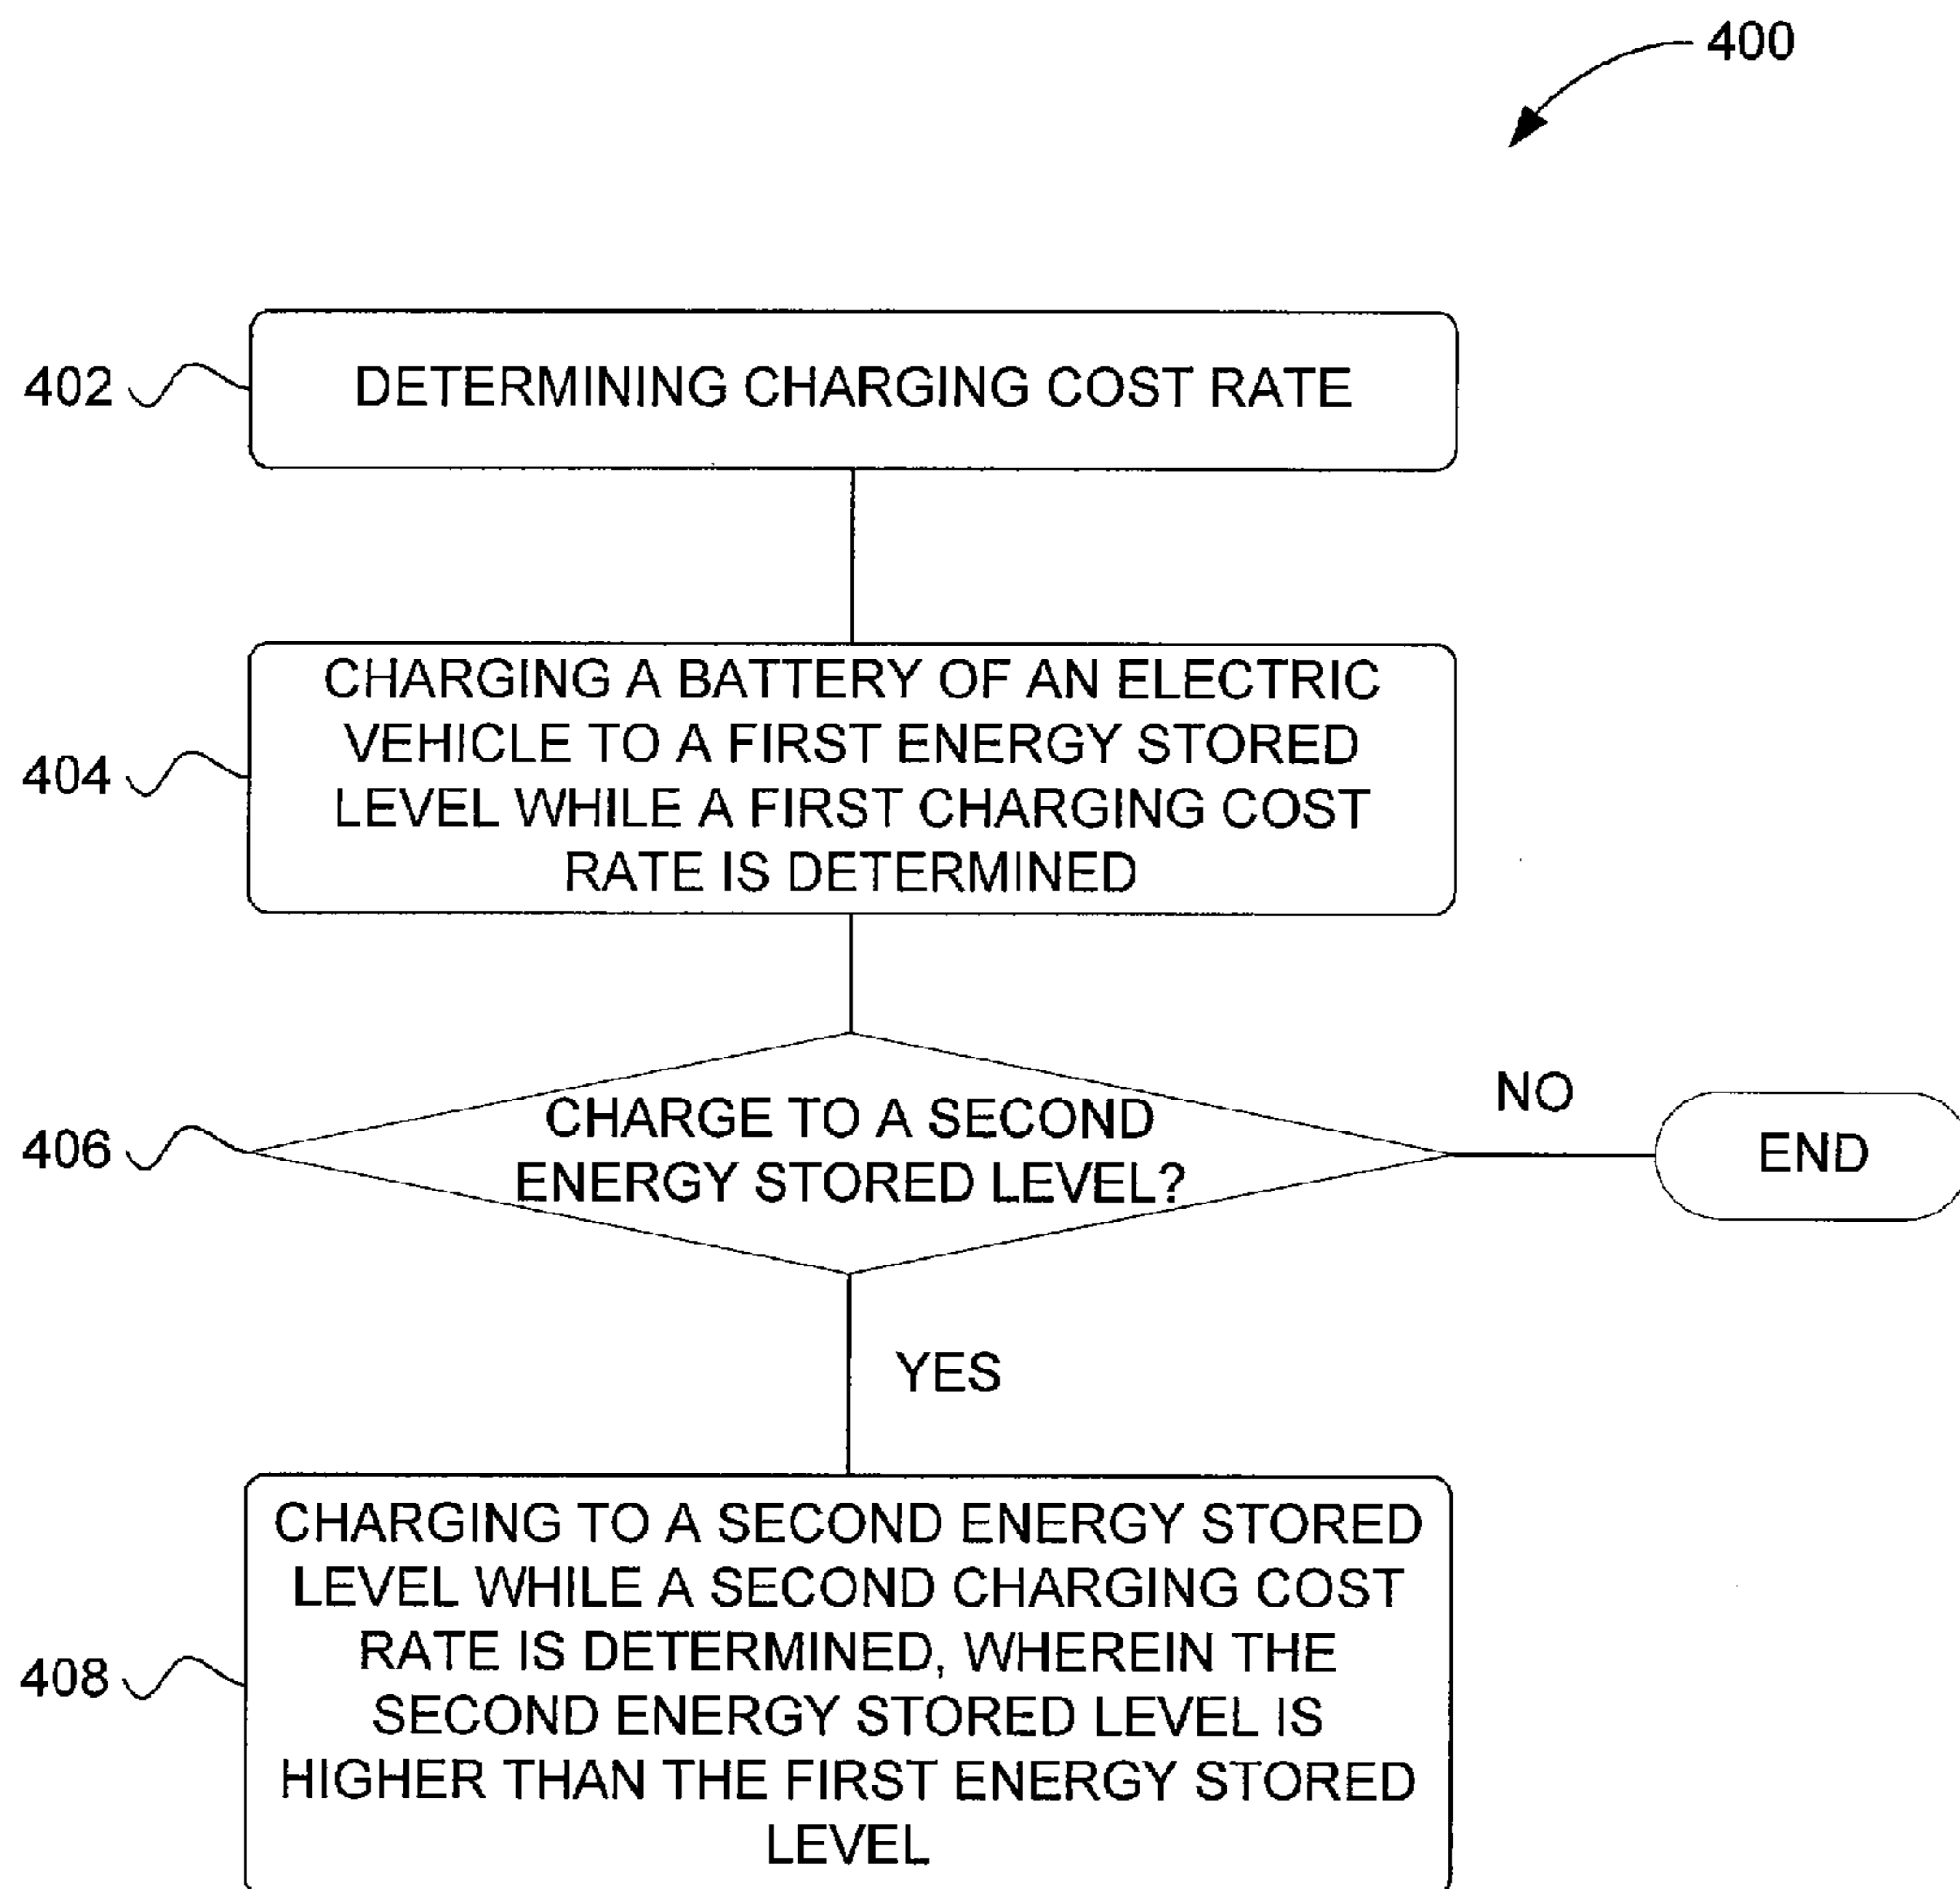 400
402
DETERMINING CHARGING COST RATE
404
CHARGING A BATTERY OF AN ELECTRIC
VEHICLE TO A FIRST ENERGY STORED
LEVEL WHILE A FIRST CHARGING COST
RATE IS DETERMINED
406
CHARGE TO A SECOND
ENERGY STORED LEVEL?
NO
END
YES
408
CHARGING TO A SECOND ENERGY STORED
LEVEL WHILE A SECOND CHARGING COST
RATE IS DETERMINED, WHEREIN THE
SECOND ENERGY STORED LEVEL IS
HIGHER THAN THE FIRST ENERGY STORED
LEVEL